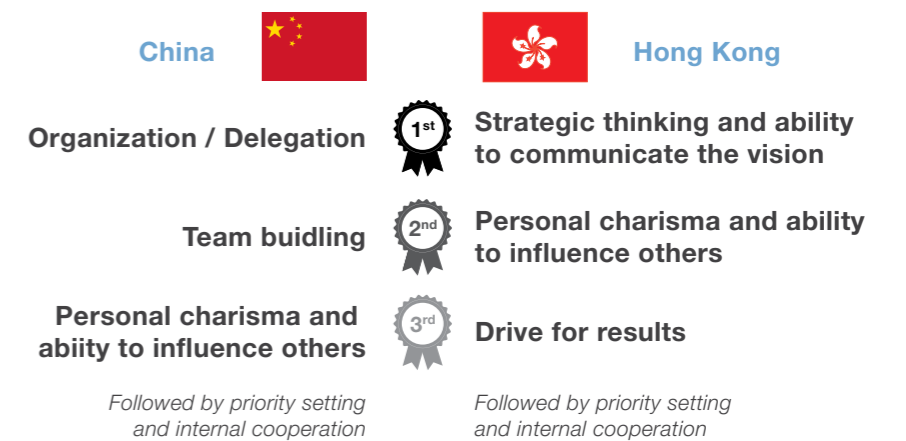 China
Hong Kong
Organization / Delegation
1st
Strategic thinking and ability
to communicate the vision
Team buidling
2nd
Personal charisma and ability
to influence others
Personal charisma and
abiity to influence others
3rd
Drive for results
Followed by priority setting
and internal cooperation
Followed by priority setting
and internal cooperation